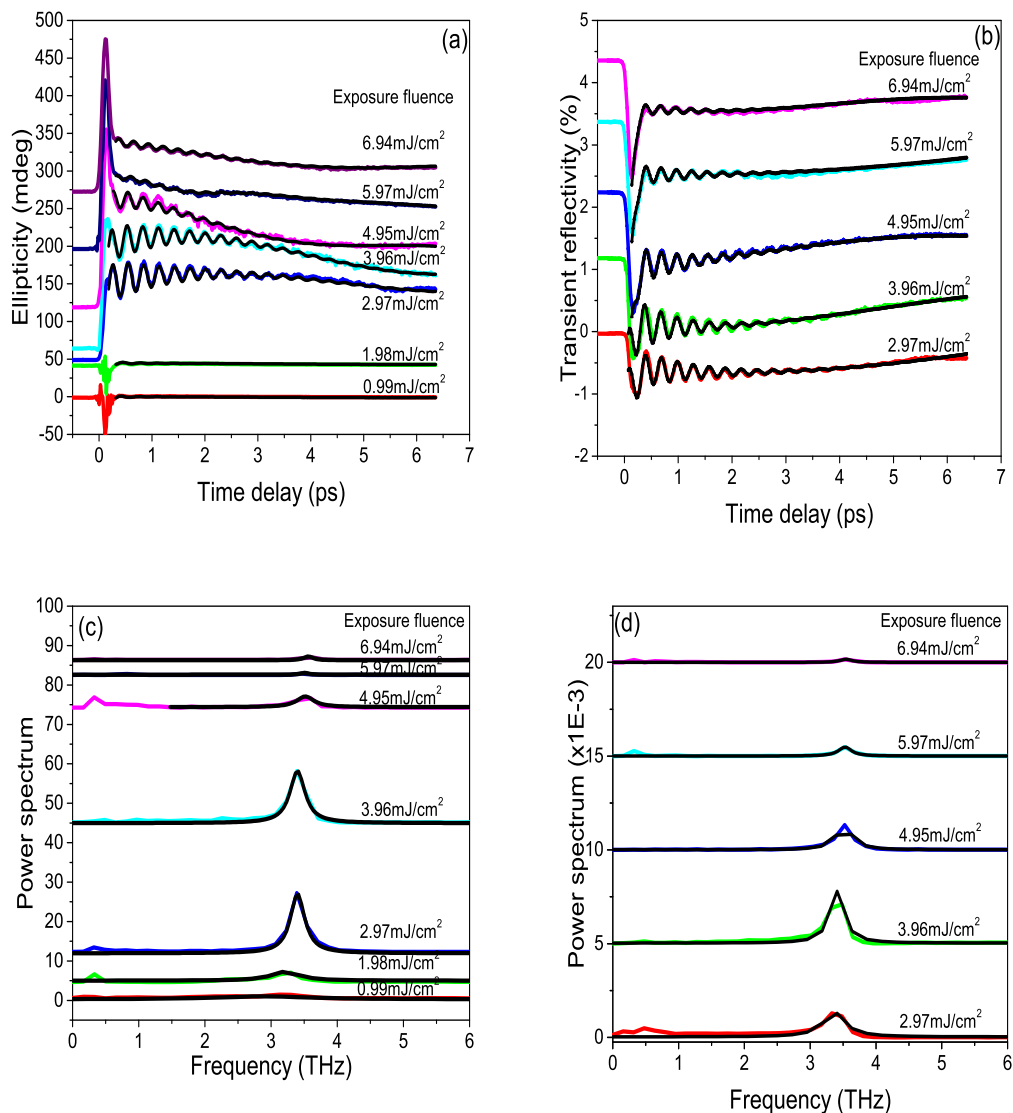 (a)
Exposure fluence
6.94mJ/cm²
5.97mJ/cm²
4.95mJ/cm²
3.96mJ/cm²
2.97mJ/cm²
1.98mJ/cm²
0.99mJ/cm²
500
450
400
350
300
250
200
150
100
50
0
-50
Ellipticity (mdeg)
0 1 2 3 4 5 6 7
Time delay (ps)
(b)
Exposure fluence
6.94mJ/cm²
5.97mJ/cm²
4.95mJ/cm²
3.96mJ/cm²
2.97mJ/cm²
5
4
3
2
1
0
-1
-2
Transient reflectivity (%)
0 1 2 3 4 5 6 7
Time delay (ps)
(c)
Exposure fluence
6.94mJ/cm²
5.97mJ/cm²
4.95mJ/cm²
3.96mJ/cm²
2.97mJ/cm²
1.98mJ/cm²
0.99mJ/cm²
100
90
80
70
60
50
40
30
20
10
0
Power spectrum
0 1 2 3 4 5 6
Frequency (THz)
(d)
Exposure fluence
6.94mJ/cm²
5.97mJ/cm²
4.95mJ/cm²
3.96mJ/cm²
2.97mJ/cm²
20
15
10
5
0
Power spectrum (x1E-3)
0 1 2 3 4 5 6
Frequency (THz)